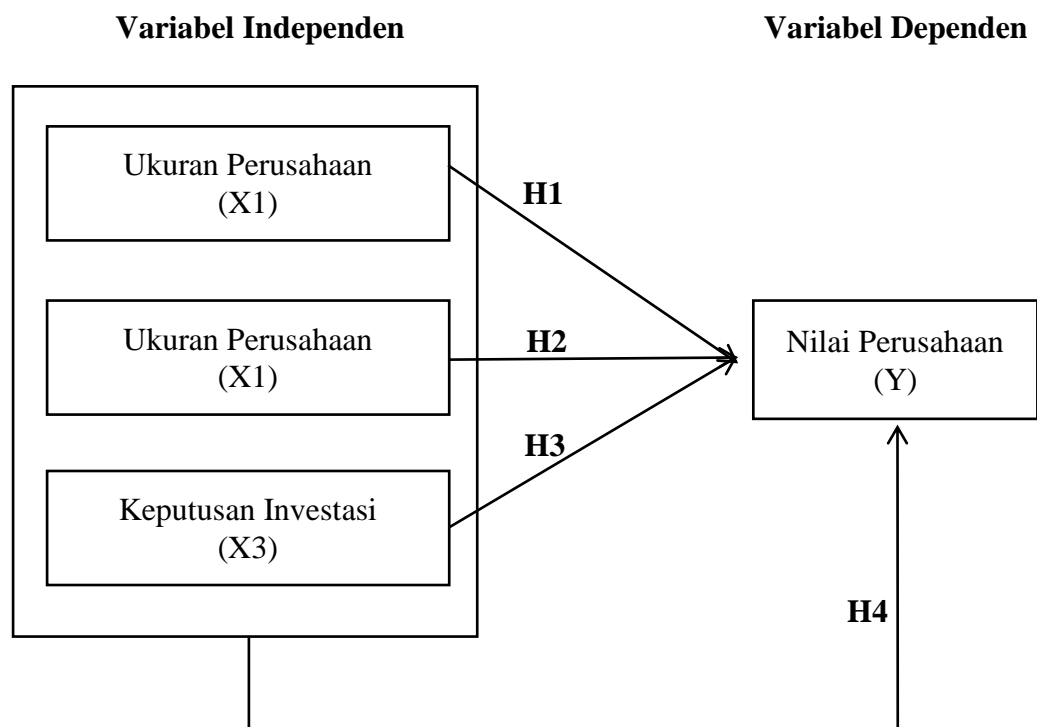 Variabel Independen
Variabel Dependen
Ukuran Perusahaan
(X1)
H1
Ukuran Perusahaan
(X1)
H2
Nilai Perusahaan
(Y)
H3
Keputusan Investasi
(X3)
H4